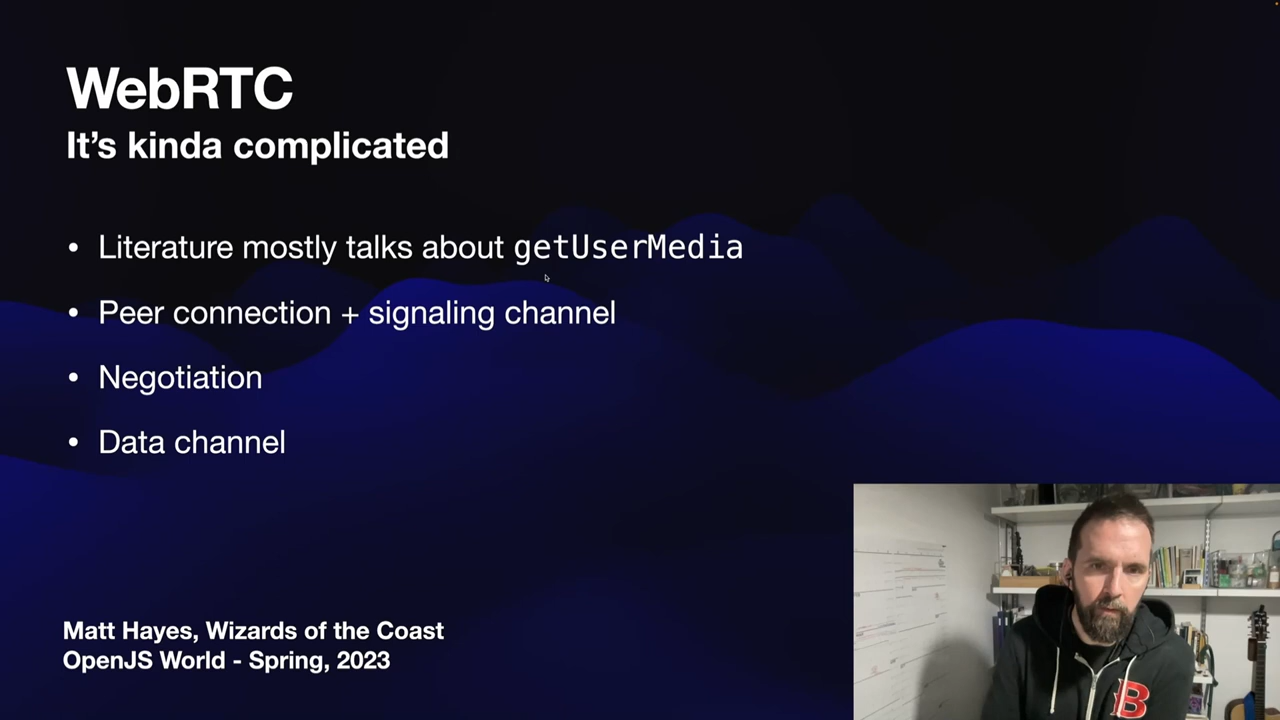 WebRTC
It’s kinda complicated
• Literature mostly talks about getUserMedia
• Peer connection + signaling channel
• Negotiation
• Data channel
Matt Hayes, Wizards of the Coast
OpenJS World - Spring, 2023
B